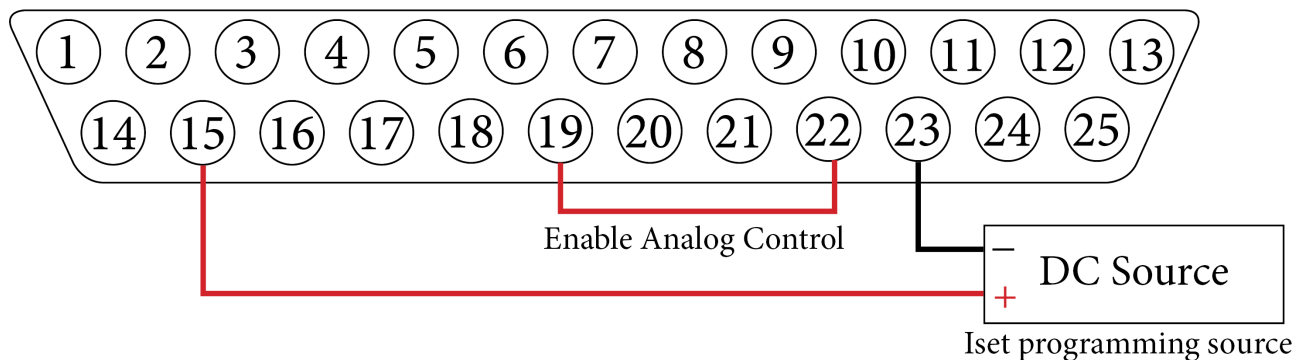 1 2 3 4 5 6 7 8 9 10 11 12 13
14 15 16 17 18 19 20 21 22 23 24 25
Enable Analog Control
−
DC Source
+
Iset programming source